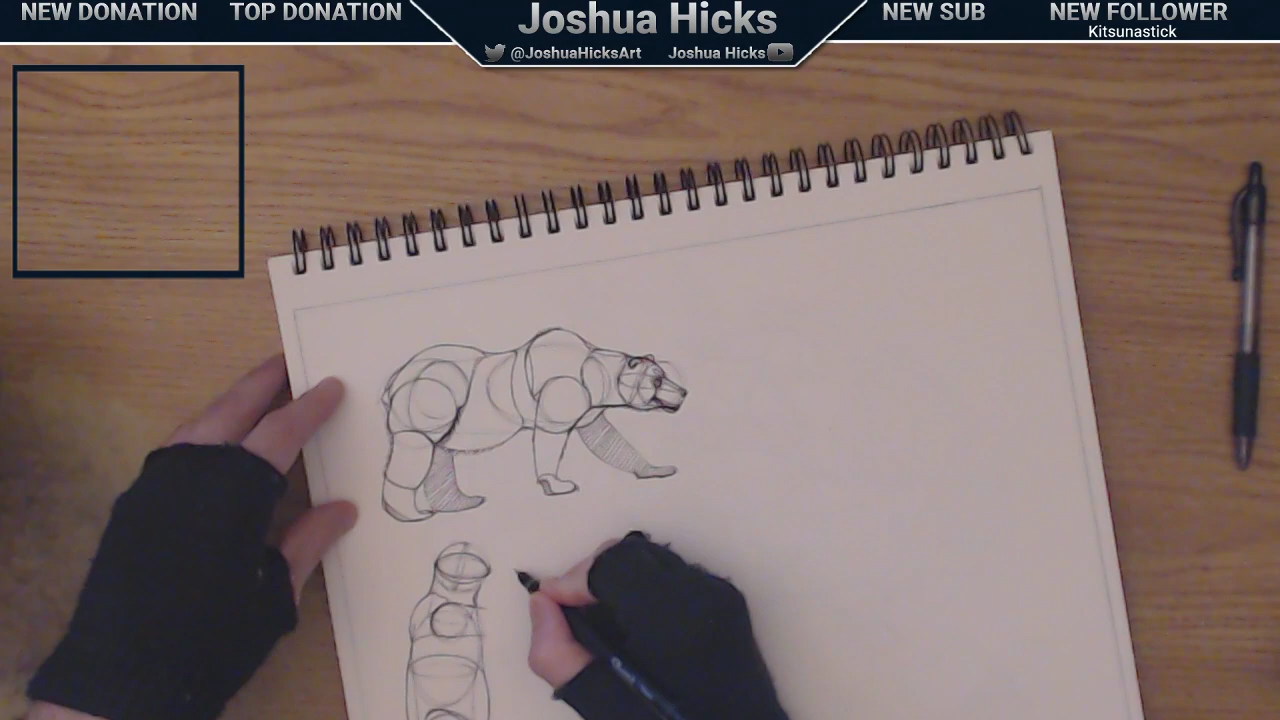 NEW DONATION
TOP DONATION
Joshua Hicks
@JoshuaHicksArt
Joshua Hicks
NEW SUB
NEW FOLLOWER
Kitsunastick